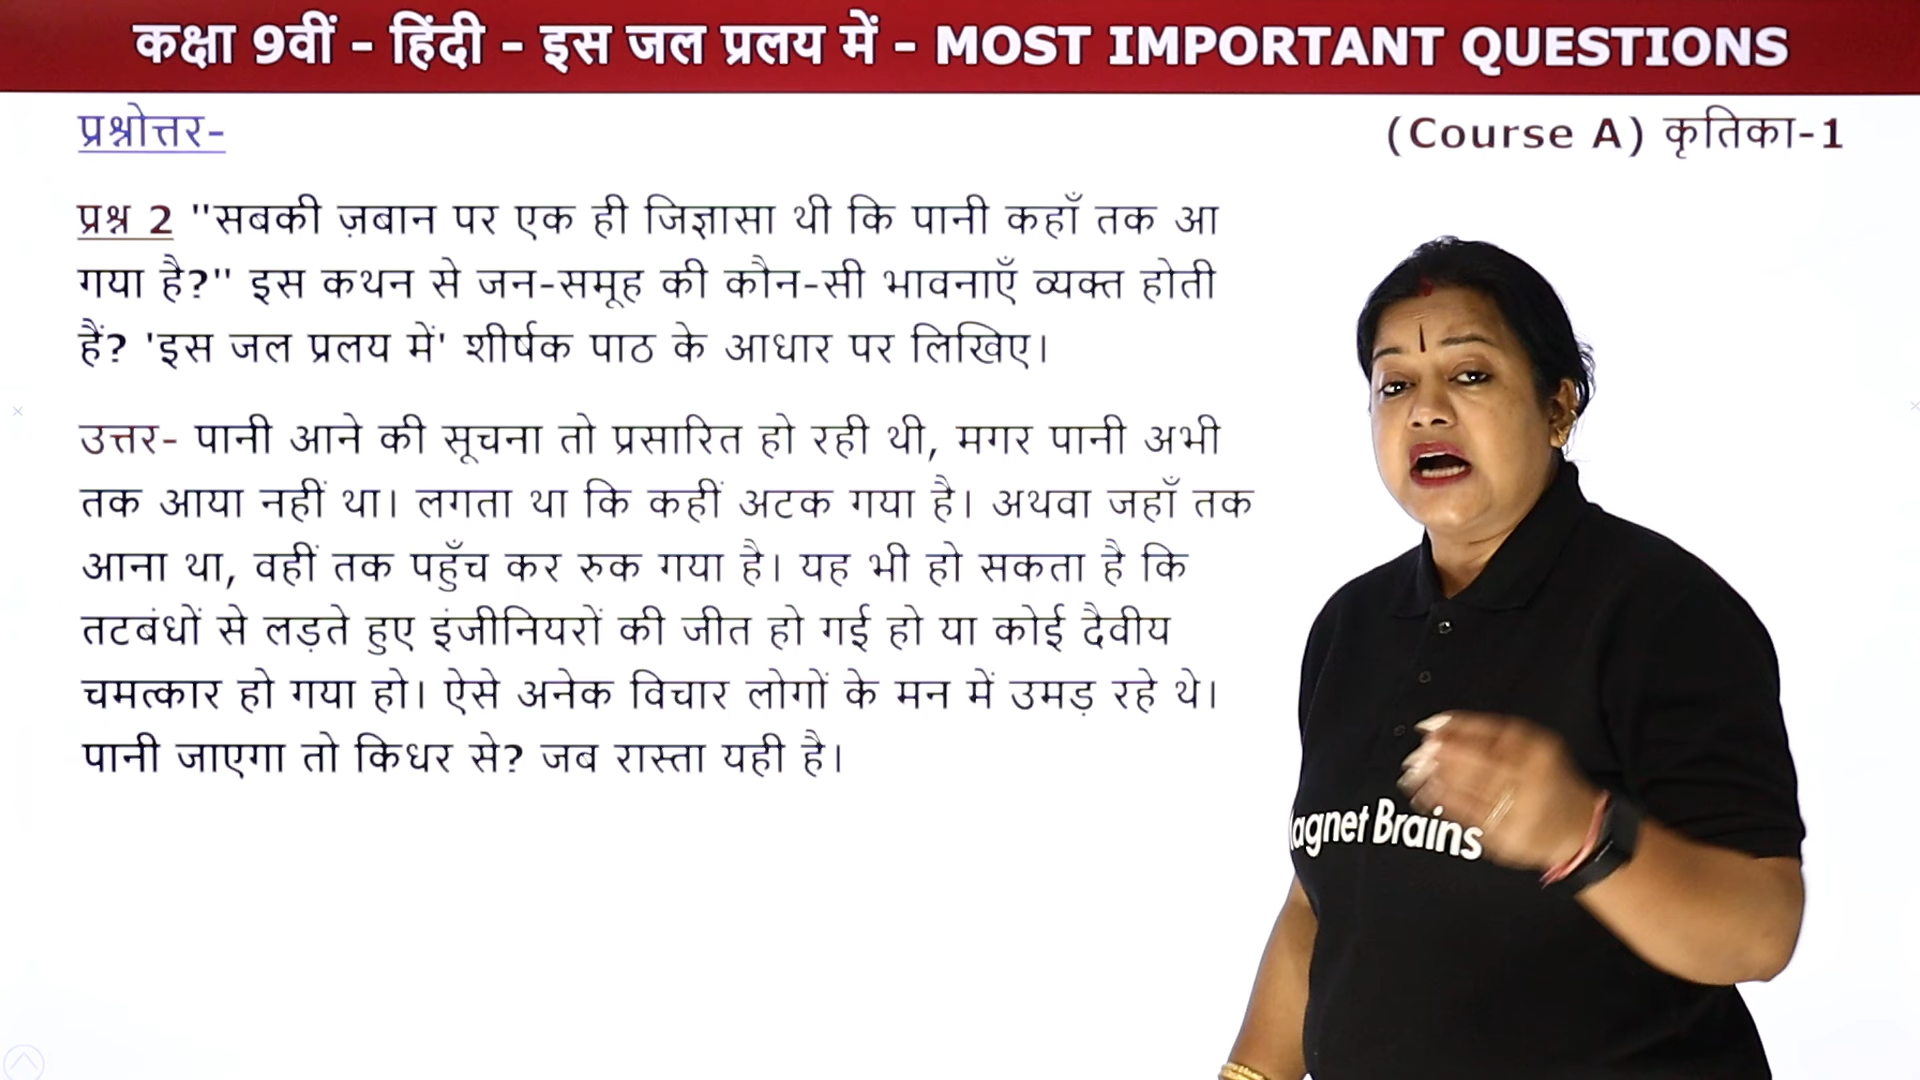 कक्षा 9वीं - हिंदी - इस जल प्रलय में - MOST IMPORTANT QUESTIONS
प्रश्नोत्तर-
(Course A) कृतिका-1
प्रश्न 2 "सबकी ज़बान पर एक ही जिज्ञासा थी कि पानी कहाँ तक आ
गया है?" इस कथन से जन-समूह की कौन-सी भावनाएँ व्यक्त होती
हैं? 'इस जल प्रलय में' शीर्षक पाठ के आधार पर लिखिए।
उत्तर- पानी आने की सूचना तो प्रसारित हो रही थी, मगर पानी अभी
तक आया नहीं था। लगता था कि कहीं अटक गया है। अथवा जहाँ तक
आना था, वहीं तक पहुँच कर रुक गया है। यह भी हो सकता है कि
तटबंधों से लड़ते हुए इंजीनियरों की जीत हो गई हो या कोई दैवीय
चमत्कार हो गया हो। ऐसे अनेक विचार लोगों के मन में उमड़ रहे थे।
पानी जाएगा तो किधर से? जब रास्ता यही है।
agnet Brains